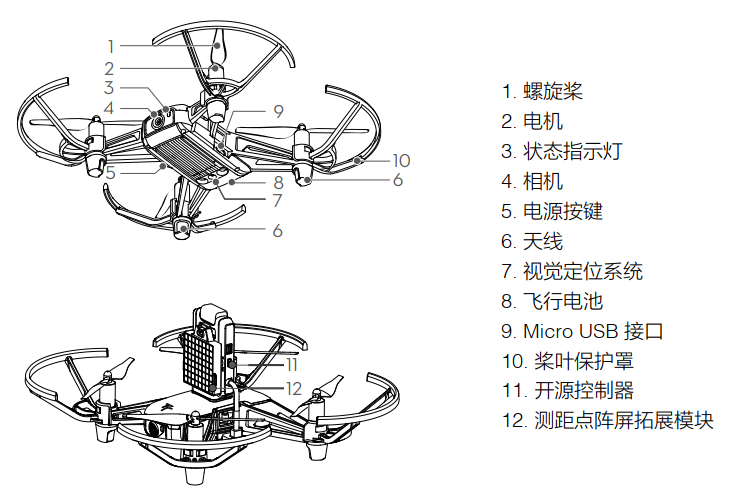 1
2
3
4
9
10
5
8
6
7
6
11
12
1. 螺旋桨
2. 电机
3. 状态指示灯
4. 相机
5. 电源按键
6. 天线
7. 视觉定位系统
8. 飞行电池
9. Micro USB 接口
10. 桨叶保护罩
11. 开源控制器
12. 测距点阵屏拓展模块